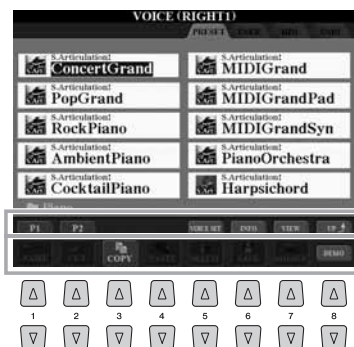 VOICE (RIGHT1)
PRESET USER
S.Articulation! S.Articulation!
ConcertGrand MIDIGrand
S.Articulation! S.Articulation!
PopGrand MIDIGrandPad
S.Articulation! S.Articulation!
RockPiano MIDIGrandSyn
S.Articulation! S.Articulation!
AmbientPiano PianoOrchestra
S.Articulation! S.Articulation!
CocktailPiano Harpsichord
Piano
P1 P2 VOICE SET INFO VIEW UP
COPY DEMO
1 2 3 4 5 6 7 8